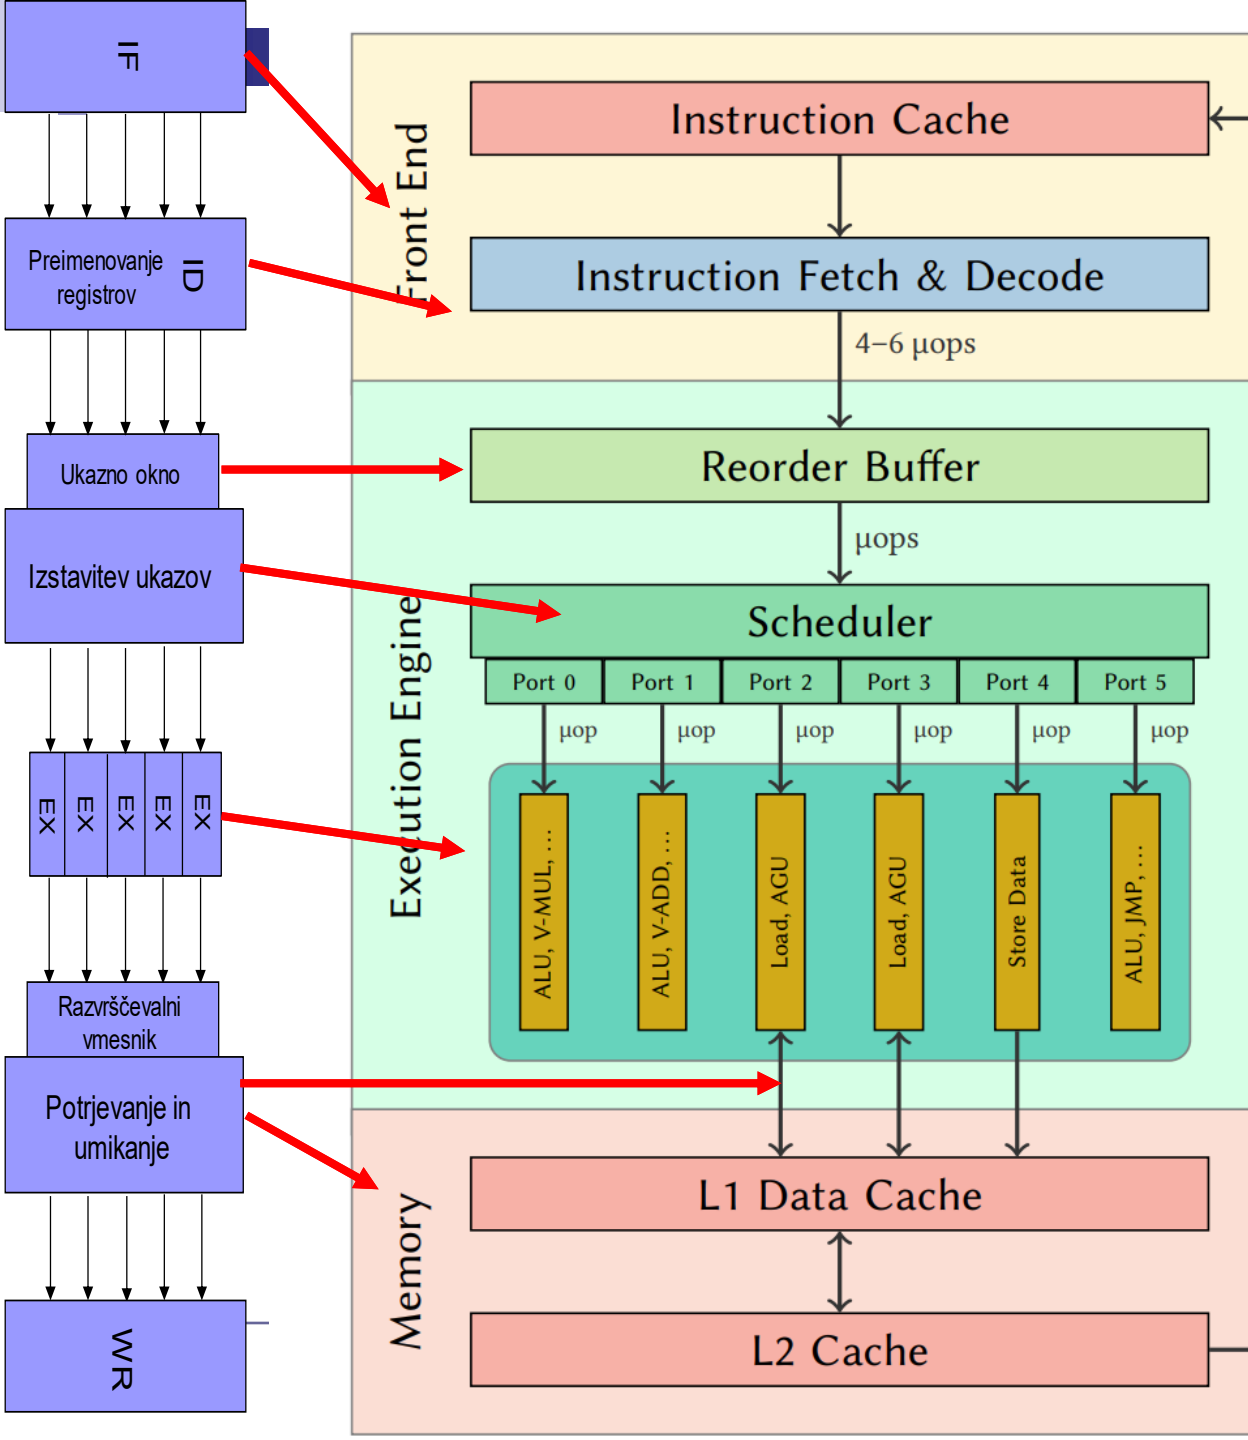 IF
Preimenovanje
registrov
ID
Ukazno okno
Izstavitev ukazov
EX
EX
EX
EX
EX
Razvrščevalni
vmesnik
Potrjevanje in
umikanje
WR
Front End
Instruction Cache
Instruction Fetch & Decode
4–6 μops
Execution Engine
Reorder Buffer
μops
Scheduler
Port 0
Port 1
Port 2
Port 3
Port 4
Port 5
μop
μop
μop
μop
μop
μop
ALU, V-MUL, …
ALU, V-ADD, …
Load, AGU
Load, AGU
Store Data
ALU, JMP, …
Memory
L1 Data Cache
L2 Cache